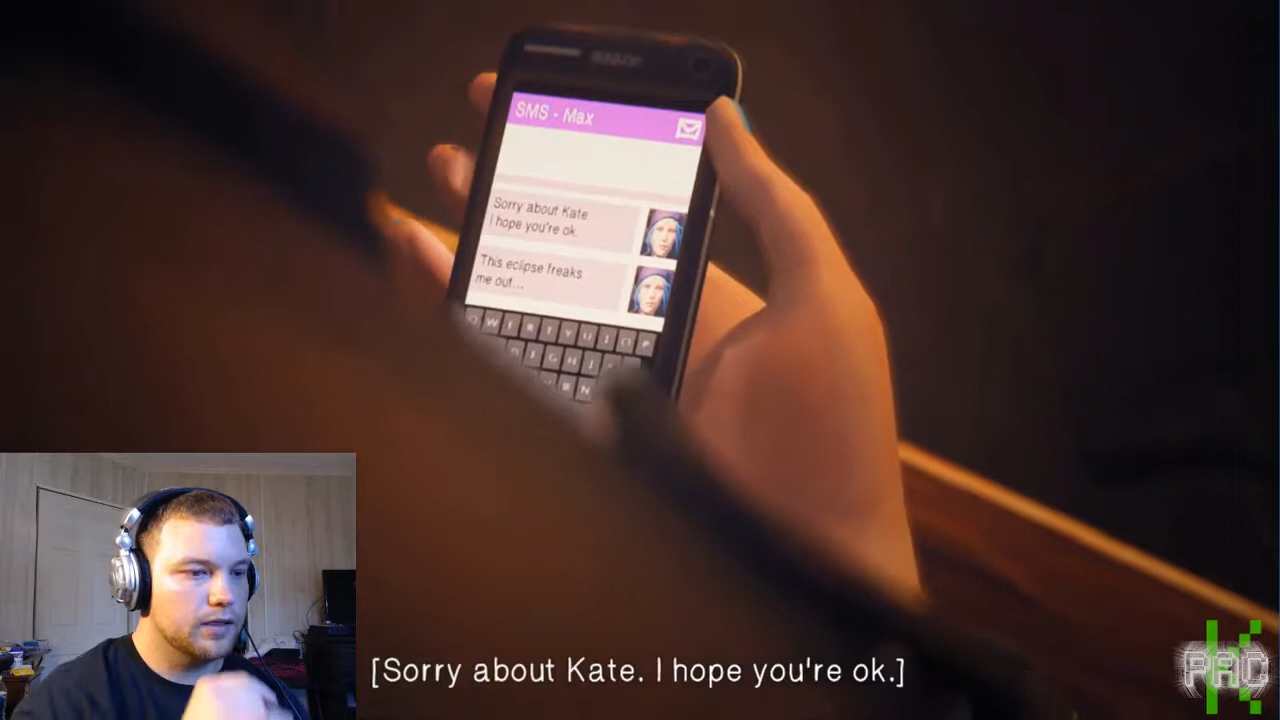 SMS - Max
Sorry about Kate
I hope you're ok.
This eclipse freaks
me out...
Q W E R T Y U I O P
[Sorry about Kate. I hope you're ok.]
K
PAC